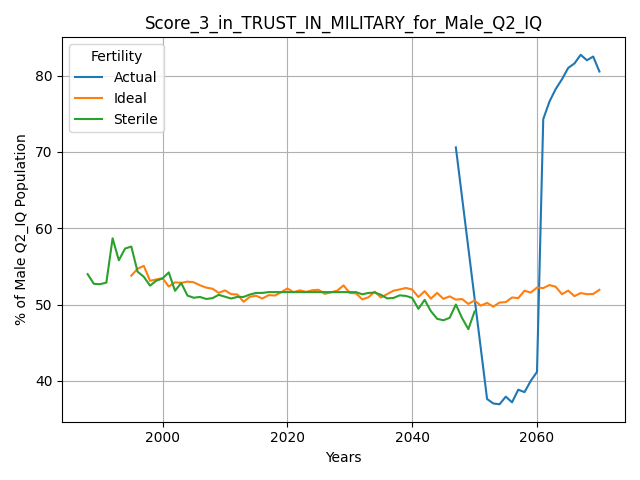 Score_3_in_TRUST_IN_MILITARY_for_Male_Q2_IQ
Fertility
Actual
Ideal
Sterile
80
70
60
50
40
% of Male Q2_IQ Population
2000
2020
2040
2060
Years